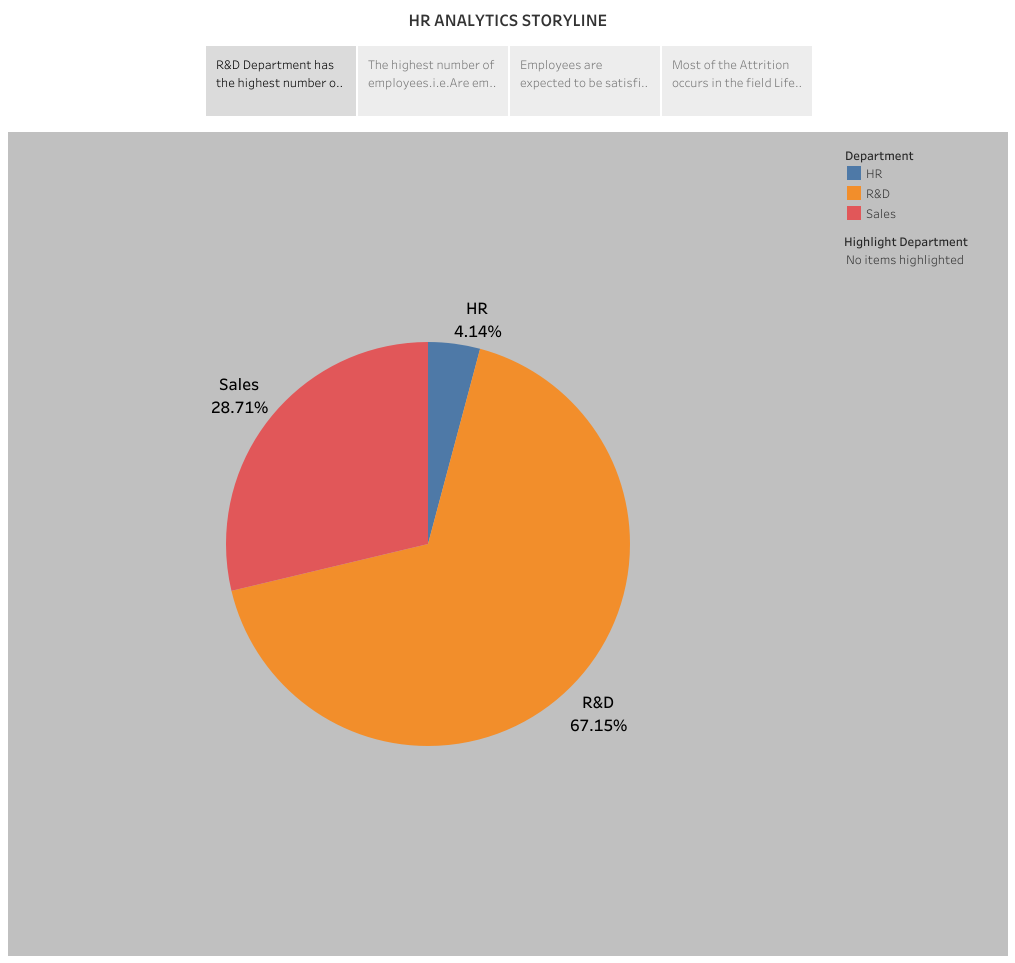 HR ANALYTICS STORYLINE
R&D Department has
the highest number o..
The highest number of
employees.i.e.Are em..
Employees are
expected to be satisfi..
Most of the Attrition
occurs in the field Life..
Department
HR
R&D
Sales
Highlight Department
No items highlighted
HR
4.14%
Sales
28.71%
R&D
67.15%